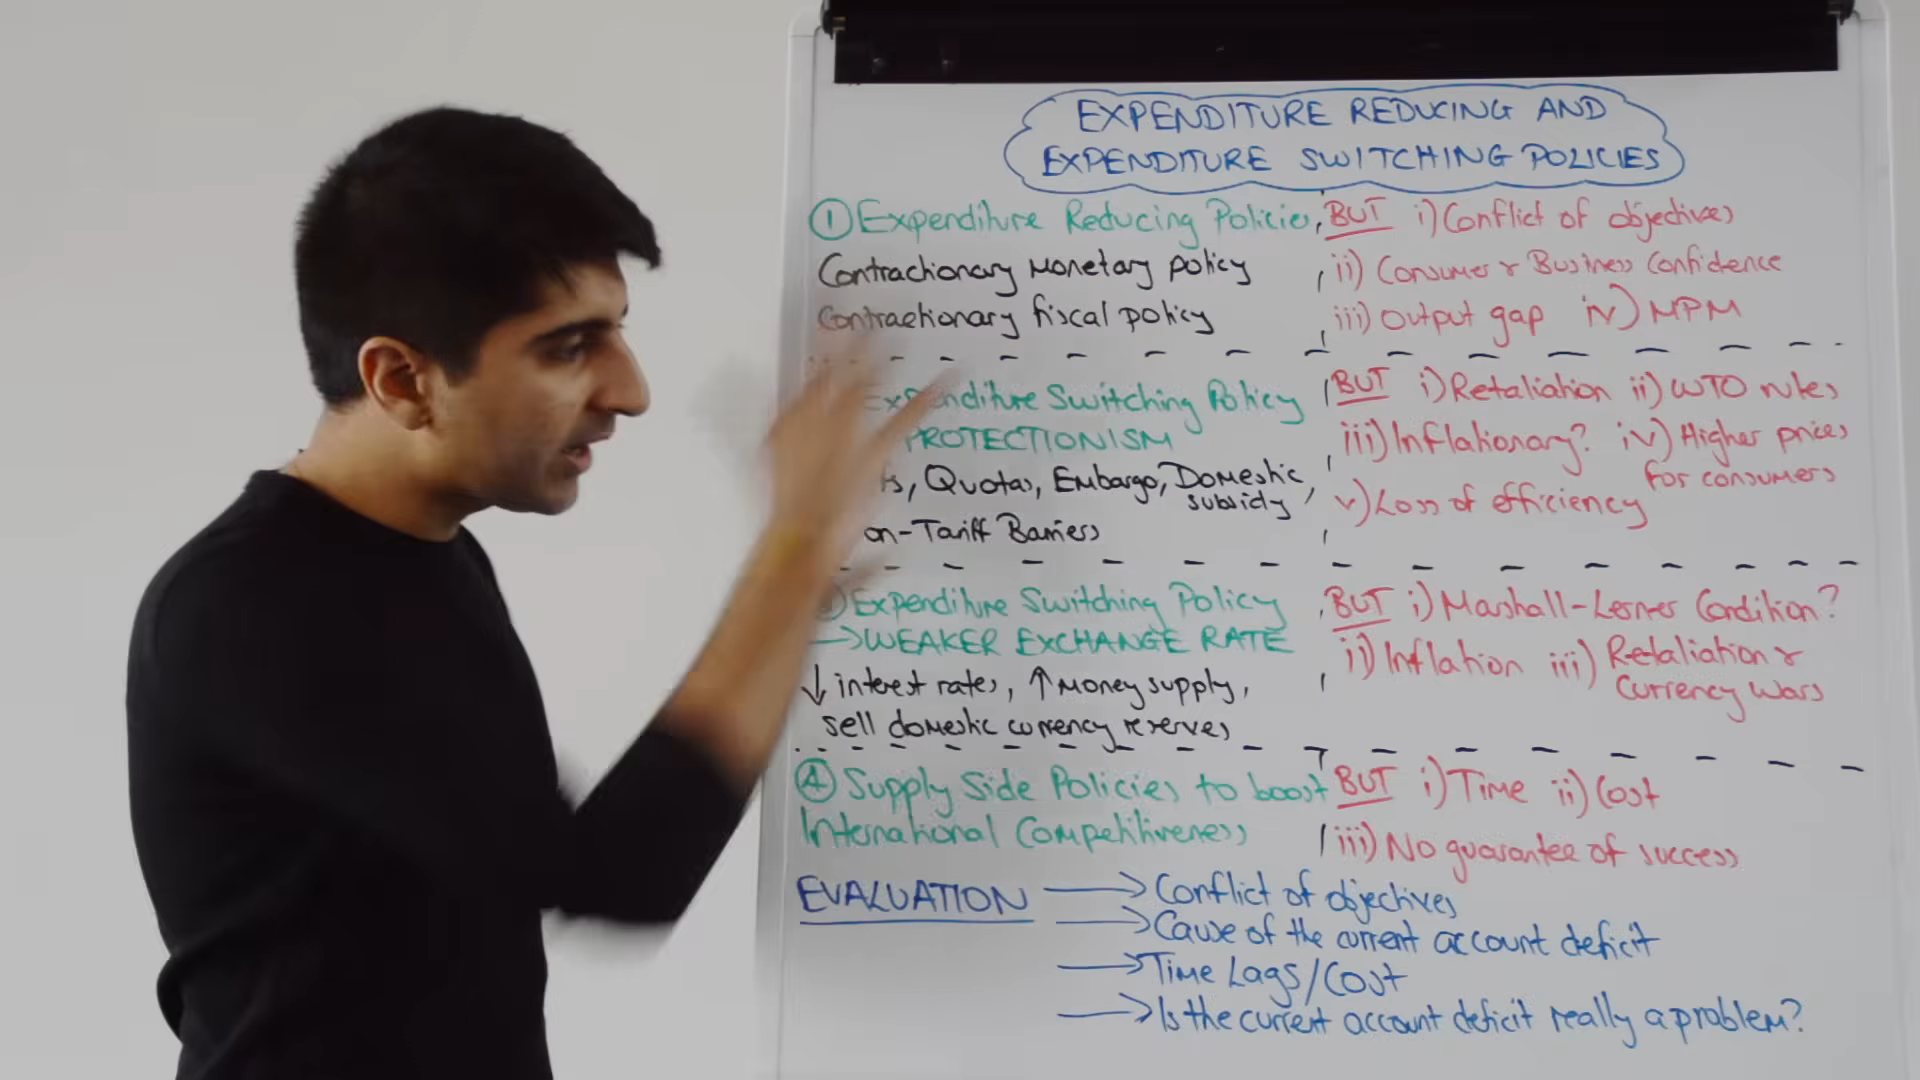 EXPENDITURE REDUCING AND
EXPENDITURE SWITCHING POLICIES
① Expenditure Reducing Policies
Contractionary Monetary policy
Contractionary fiscal policy
BUT i) Conflict of objectives
ii) Consumer & Business Confidence
iii) Output gap iv) MPM
Expenditure Switching Policy
PROTECTIONISM
Quotas, Embargo, Domestic subsidy
on-Tariff Barriers
BUT i) Retaliation ii) WTO rules
iii) Inflationary? iv) Higher prices
for consumers
v) Loss of efficiency
Expenditure Switching Policy
→ WEAKER EXCHANGE RATE
↓ interest rates, ↑ Money supply,
sell domestic currency reserves
BUT i) Marshall-Lerner Condition?
ii) Inflation iii) Retaliation &
Currency Wars
④ Supply Side Policies to boost
International Competitiveness
BUT i) Time ii) Cost
iii) No guarantee of success
EVALUATION → Conflict of objectives
→ Cause of the current account deficit
→ Time Lags/Cost
→ Is the current account deficit really a problem?